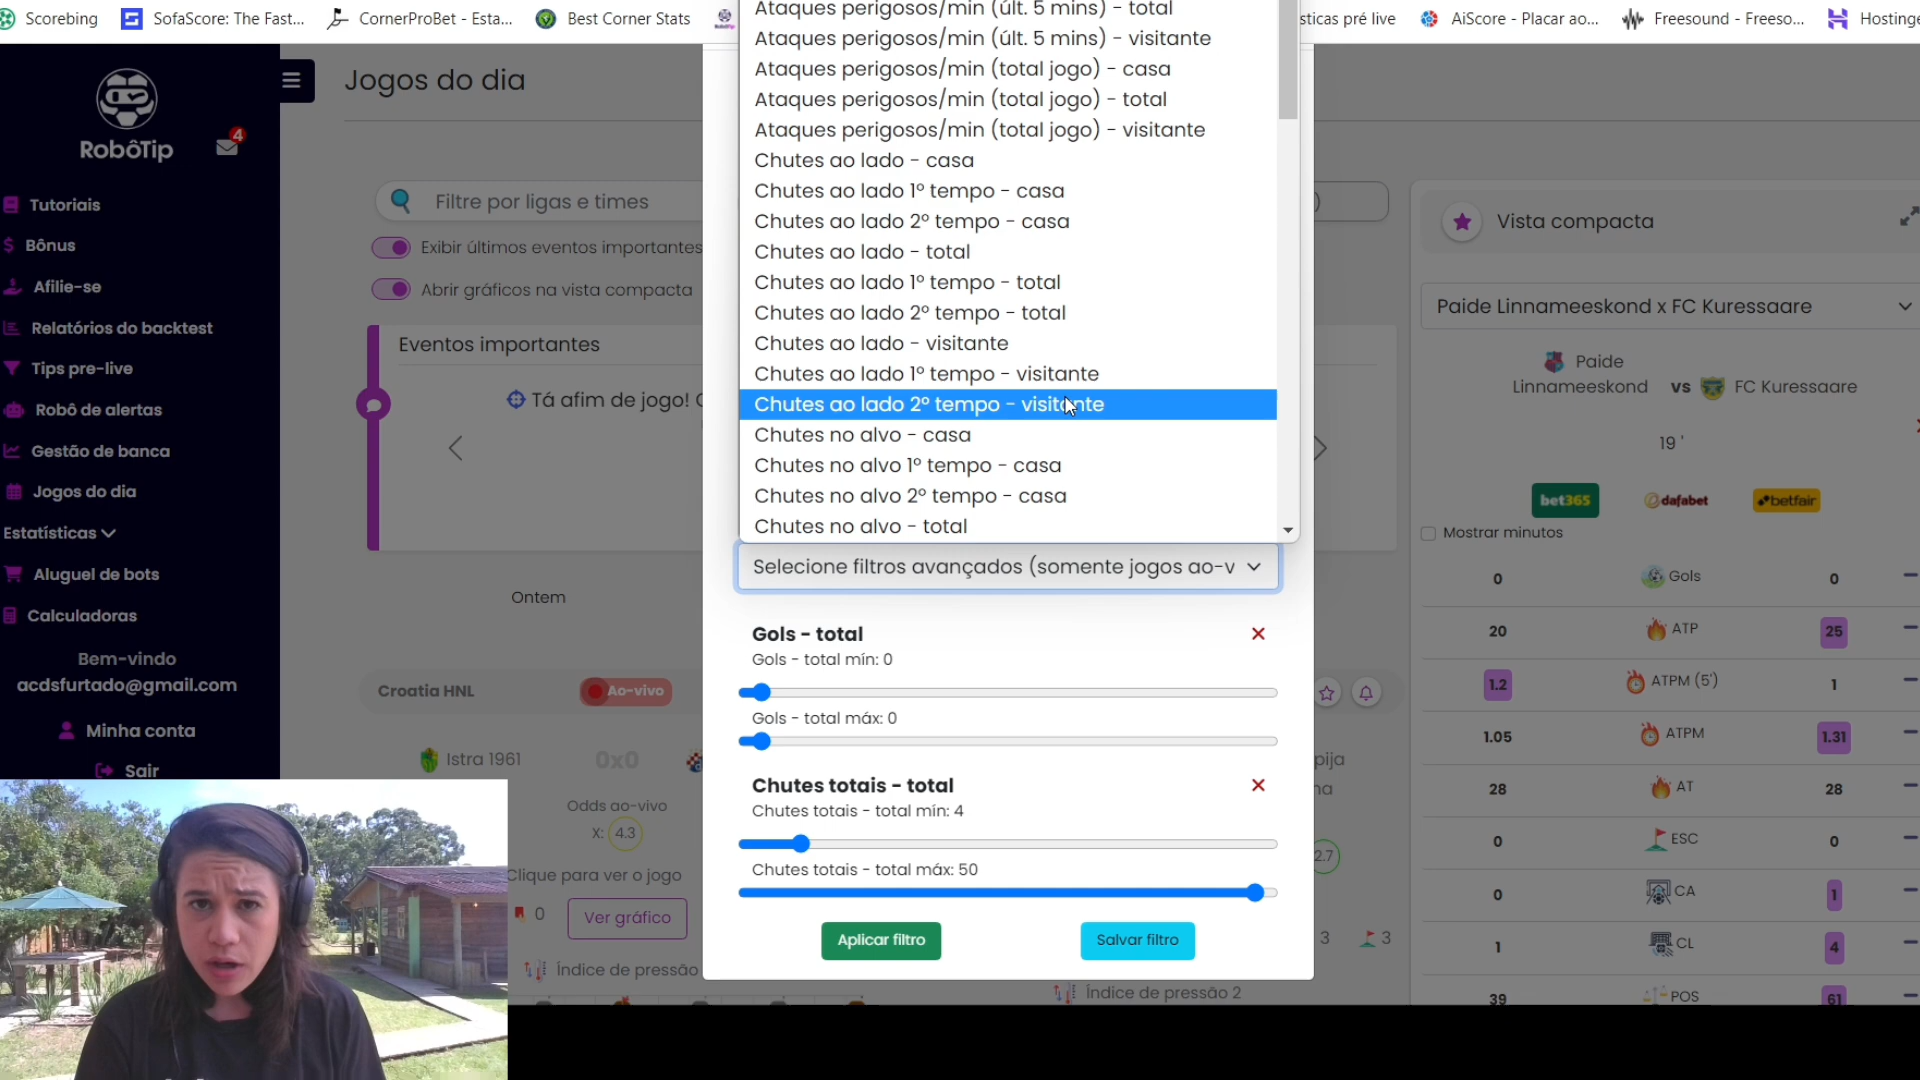 Scorebing
SofaScore: The Fast...
CornerProBet - Esta...
Best Corner Stats
sticas pré live
AiScore - Placar ao...
Freesound - Freeso...
Hostinge
RobôTip
4
Tutoriais
Bônus
Afilie-se
Relatórios do backtest
Tips pre-live
Robô de alertas
Gestão de banca
Jogos do dia
Estatísticas
Aluguel de bots
Calculadoras
Bem-vindo
acdsfurtado@gmail.com
Minha conta
Sair
Jogos do dia
Filtre por ligas e times
Exibir últimos eventos importantes
Abrir gráficos na vista compacta
Eventos importantes
Tá afim de jogo!
Ontem
Croatia HNL
Ao-vivo
Istra 1961
0x0
Odds ao-vivo
X: 4.3
Clique para ver o jogo
0
Ver gráfico
Índice de pressão
Ataques perigosos/min (últ. 5 mins) - total
Ataques perigosos/min (últ. 5 mins) - visitante
Ataques perigosos/min (total jogo) - casa
Ataques perigosos/min (total jogo) - total
Ataques perigosos/min (total jogo) - visitante
Chutes ao lado - casa
Chutes ao lado 1º tempo - casa
Chutes ao lado 2º tempo - casa
Chutes ao lado - total
Chutes ao lado 1º tempo - total
Chutes ao lado 2º tempo - total
Chutes ao lado - visitante
Chutes ao lado 1º tempo - visitante
Chutes ao lado 2º tempo - visitante
Chutes no alvo - casa
Chutes no alvo 1º tempo - casa
Chutes no alvo 2º tempo - casa
Chutes no alvo - total
Selecione filtros avançados (somente jogos ao-v
Gols - total
Gols - total mín: 0
Gols - total máx: 0
Chutes totais - total
Chutes totais - total mín: 4
Chutes totais - total máx: 50
Aplicar filtro
Salvar filtro
)
pija
na
2.7
3
3
Índice de pressão 2
Vista compacta
Paide Linnameeskond x FC Kuressaare
Paide
Linnameeskond vs FC Kuressaare
19 '
bet365
dafabet
betfair
Mostrar minutos
0 Gols 0
20 ATP 25
1.2 ATPM (5') 1
1.05 ATPM 1.31
28 AT 28
0 ESC 0
0 CA 1
1 CL 4
39 POS 61